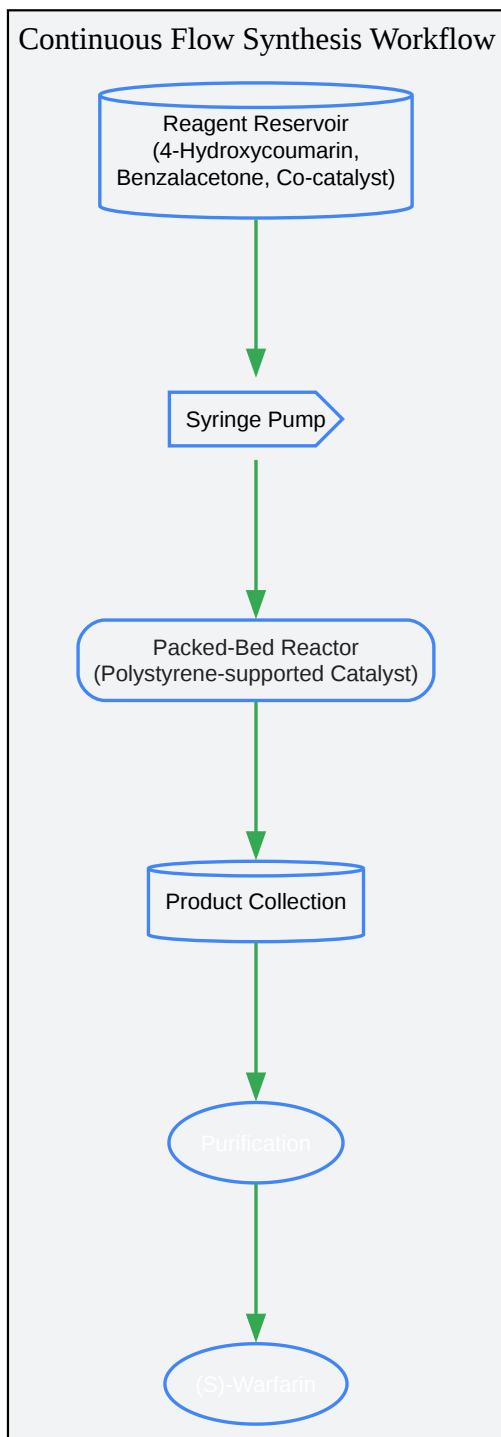 Continuous Flow Synthesis Workflow
Reagent Reservoir
(4-Hydroxycoumarin,
Benzalacetone, Co-catalyst)
Syringe Pump
Packed-Bed Reactor
(Polystyrene-supported Catalyst)
Product Collection
Purification
(S)-Warfarin